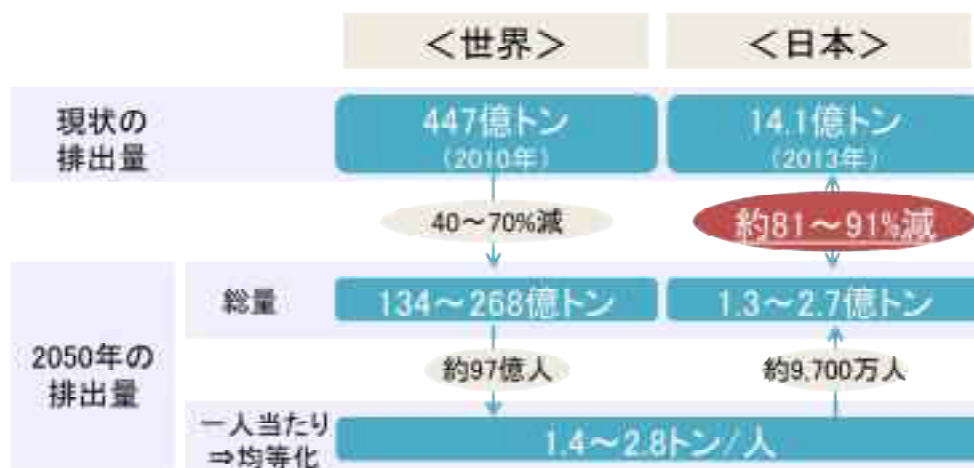 ＜世界＞
＜日本＞
現状の
排出量
447億トン
（2010年）
14.1億トン
（2013年）
40～70%減
約81～91%減
2050年の
排出量
総量
134～268億トン
1.3～2.7億トン
約97億人
約9,700万人
一人当たり
⇒均等化
1.4～2.8トン/人